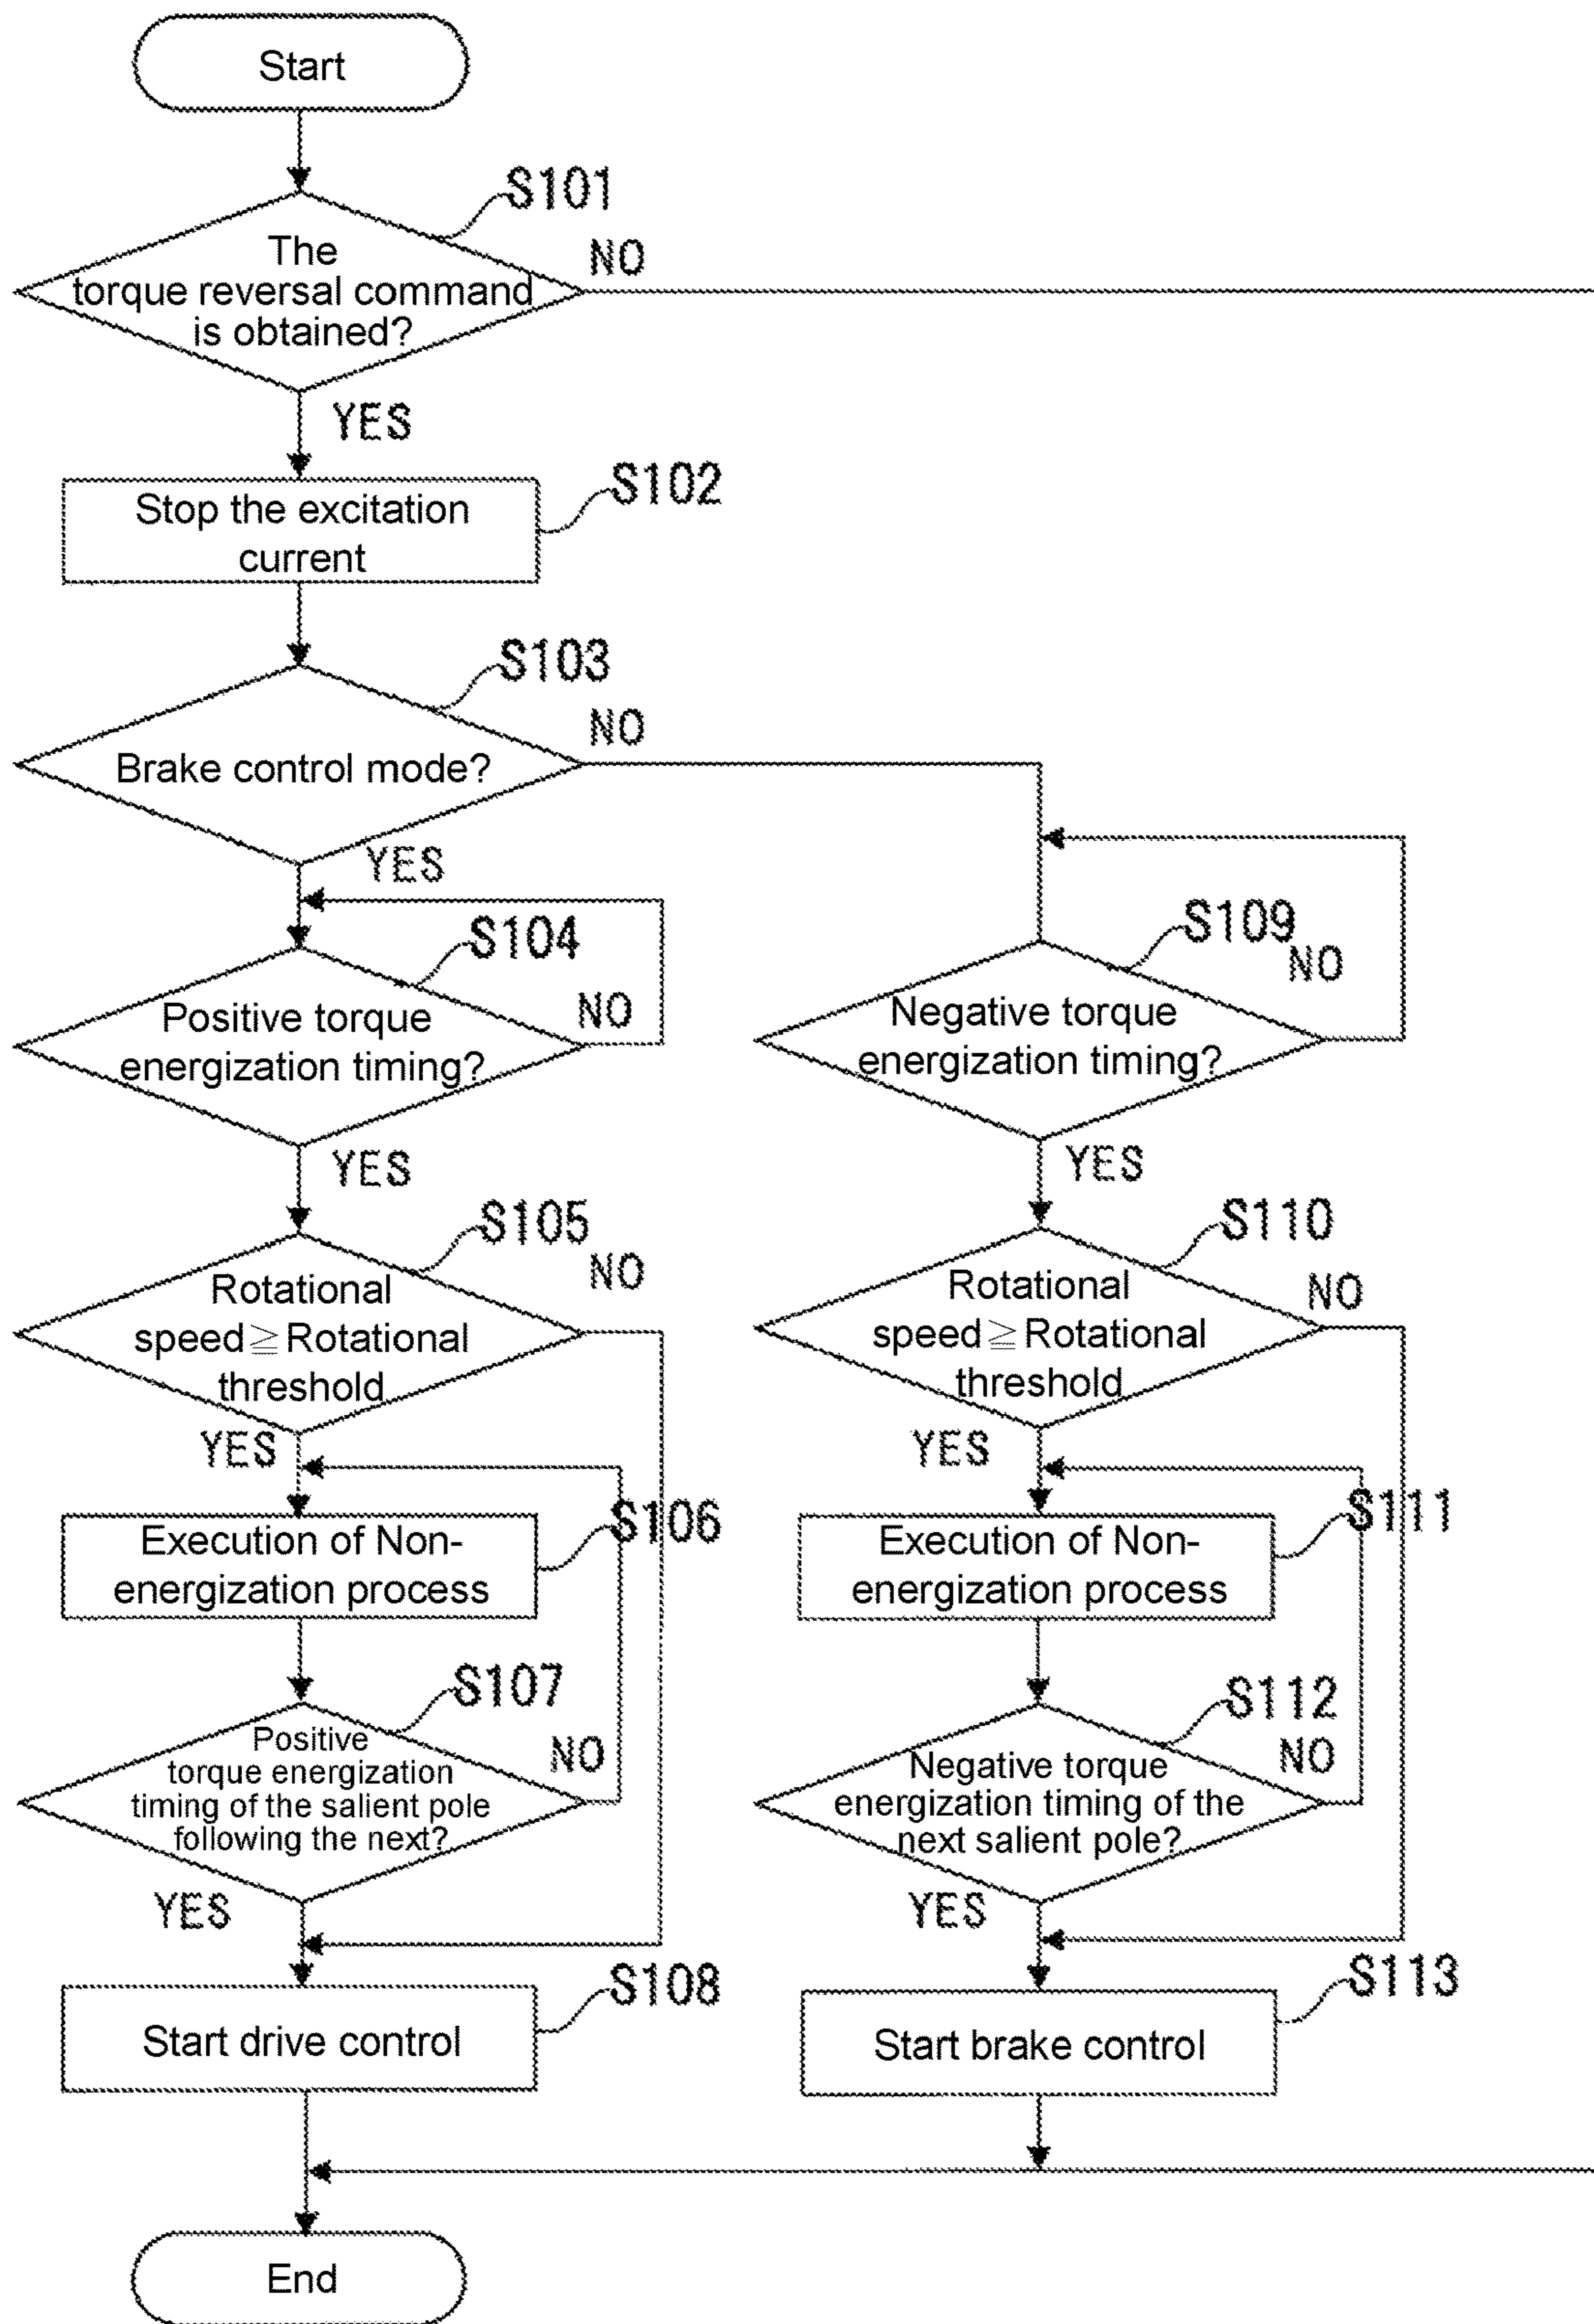 Start
S101
The
torque reversal command
is obtained?
NO
YES
S102
Stop the excitation
current
S103
Brake control mode?
NO
YES
S104
Positive torque
energization timing?
NO
YES
S109
Negative torque
energization timing?
NO
YES
S105
Rotational
speed≧Rotational
threshold
NO
YES
S110
Rotational
speed≧Rotational
threshold
NO
YES
S106
Execution of Non-
energization process
S111
Execution of Non-
energization process
S107
Positive
torque energization
timing of the salient pole
following the next?
NO
YES
S112
Negative torque
energization timing of the
next salient pole?
NO
YES
S108
Start drive control
S113
Start brake control
End